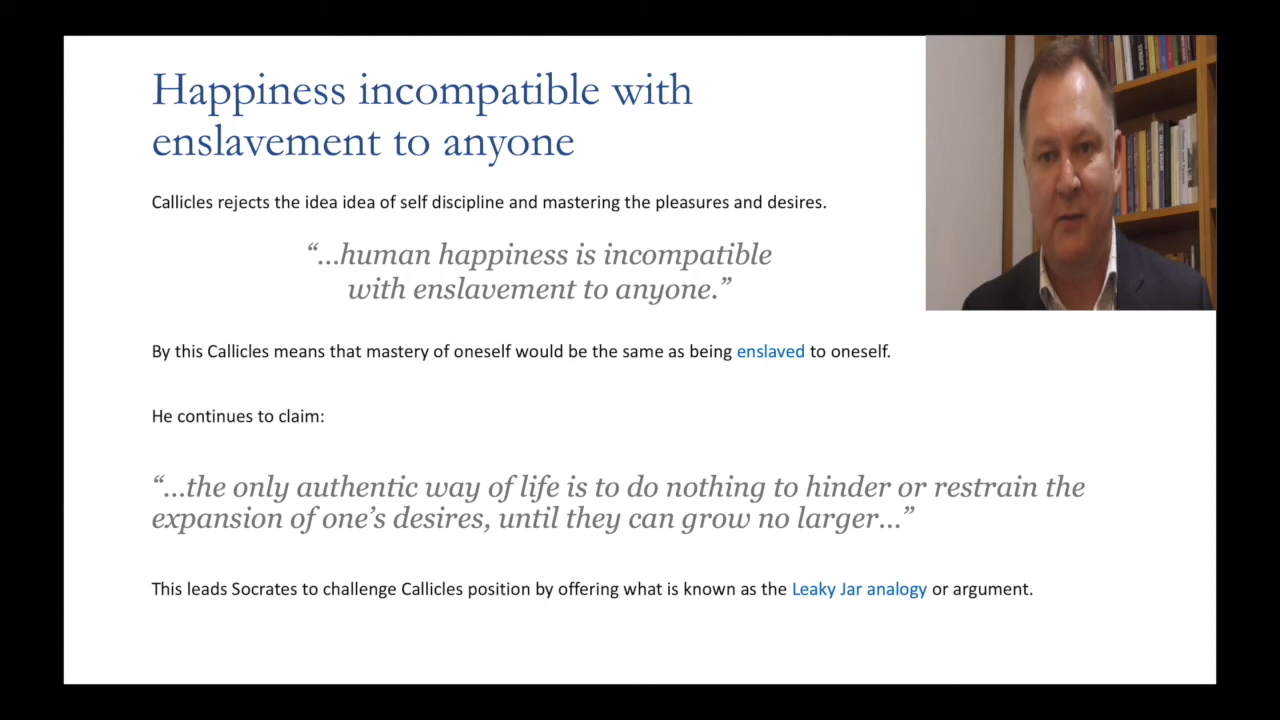 Happiness incompatible with
enslavement to anyone
Callicles rejects the idea idea of self discipline and mastering the pleasures and desires.
“…human happiness is incompatible
with enslavement to anyone.”
By this Callicles means that mastery of oneself would be the same as being enslaved to oneself.
He continues to claim:
“…the only authentic way of life is to do nothing to hinder or restrain the
expansion of one’s desires, until they can grow no larger…”
This leads Socrates to challenge Callicles position by offering what is known as the Leaky Jar analogy or argument.